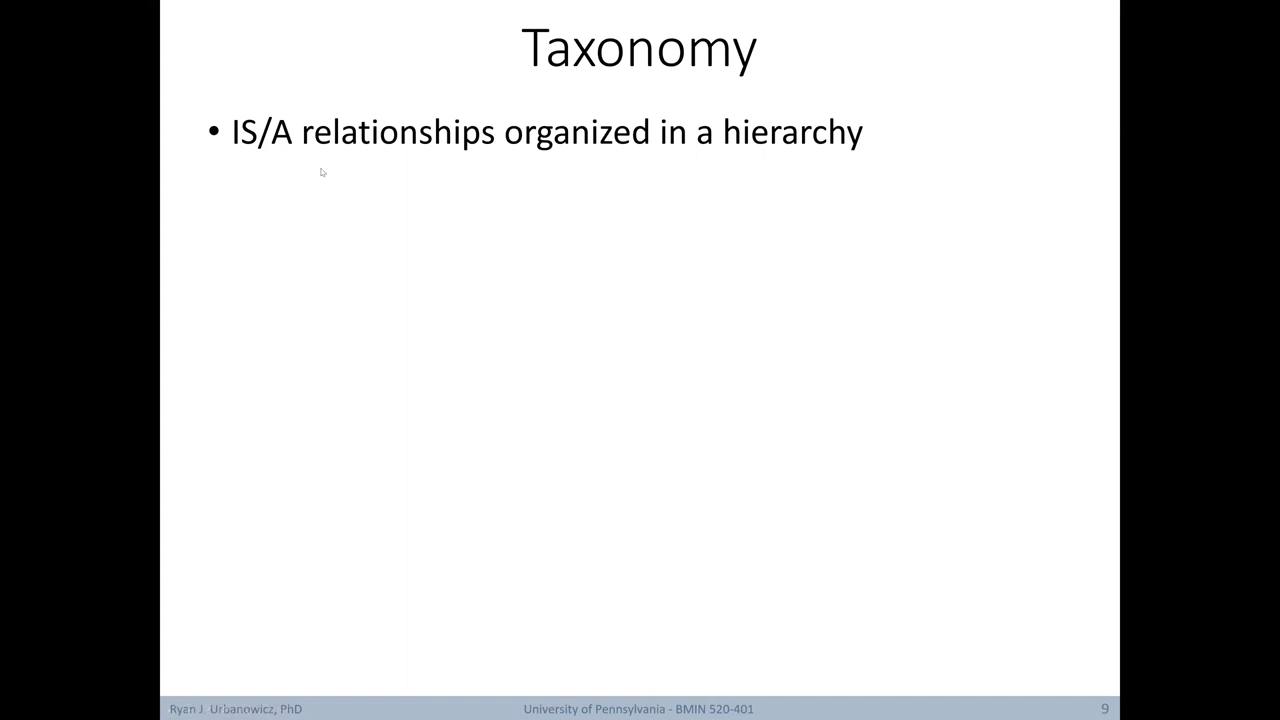 Taxonomy
• IS/A relationships organized in a hierarchy
Ryan J. Urbanowicz, PhD
University of Pennsylvania - BMIN 520-401
9